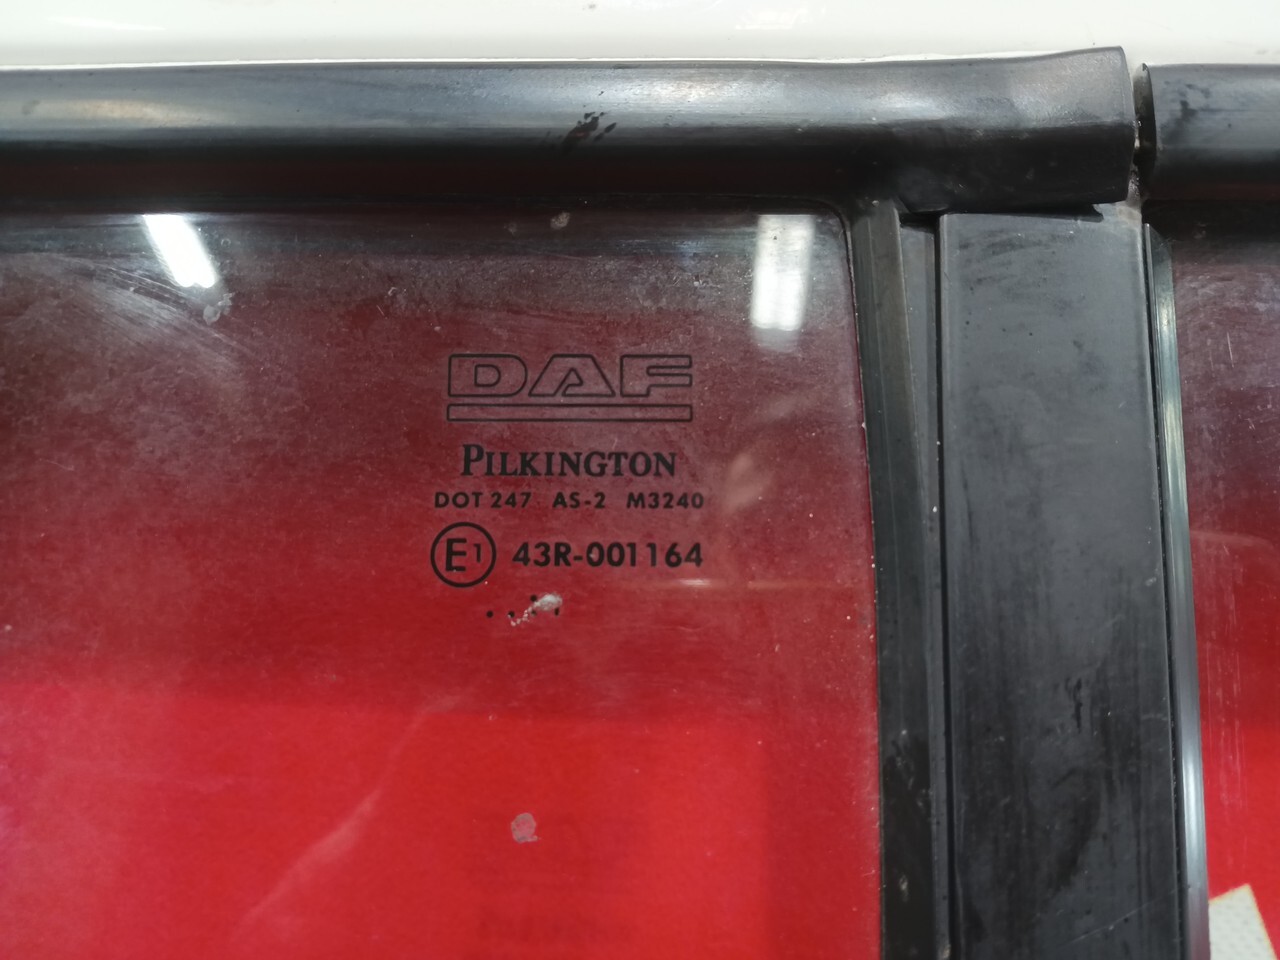 DAF
PILKINGTON
DOT 247 AS-2 M3240
E1 43R-001164